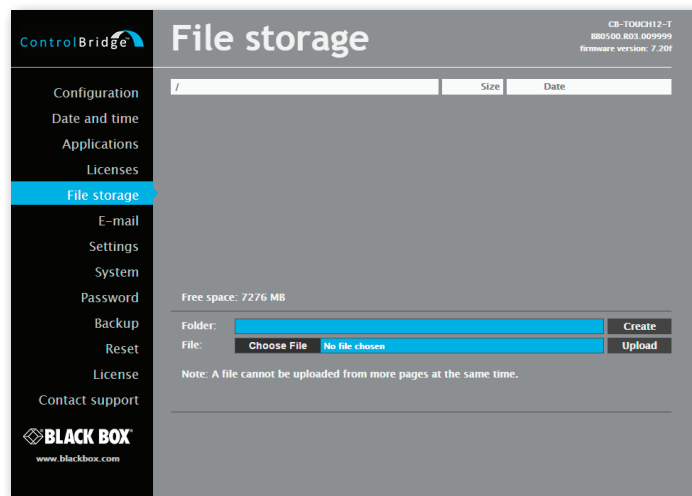 ControlBridge™
File storage
CB-TOUCH12-T
BB0500.R03.009999
firmware version: 7.20f
Configuration
Date and time
Applications
Licenses
File storage
E-mail
Settings
System
Password
Backup
Reset
License
Contact support
BLACK BOX®
www.blackbox.com
/ Size Date
Free space: 7276 MB
Folder: Create
File: Choose File No file chosen Upload
Note: A file cannot be uploaded from more pages at the same time.